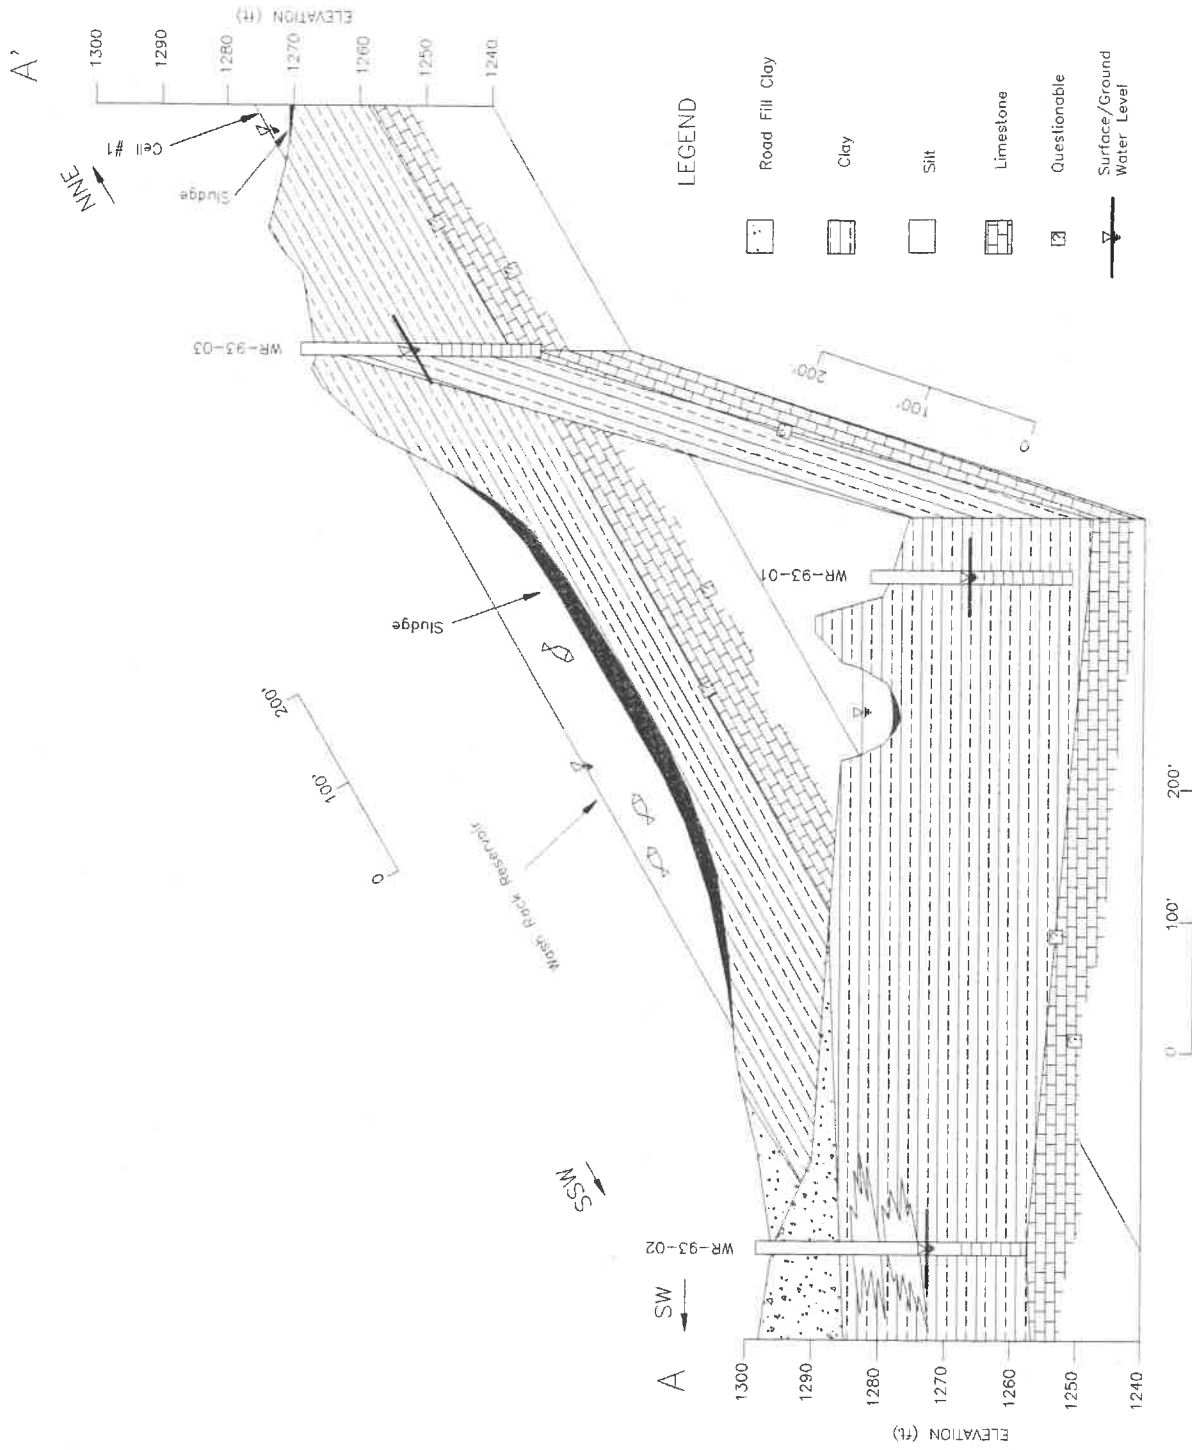 A'
ELEVATION (ft)
1300
1290
1280
1270
1260
1250
1240
NNE
Cell #1
Sludge
WR-93-03
LEGEND
Road Fill Clay
Clay
Silt
Limestone
?
Questionable
Surface/Ground
Water Level
200'
100'
0
Sludge
200'
100'
0
Wash Rack Reservoir
WR-93-01
SSW
WR-93-02
SW
A
1300
1290
1280
1270
1260
1250
1240
ELEVATION (ft.)
0'
100'
200'